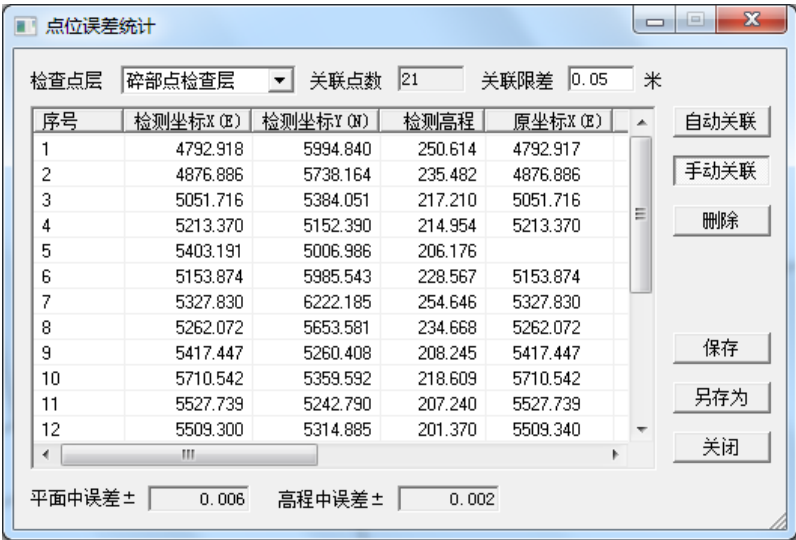 点位误差统计
检查点层 碎部点检查层 关联点数 21 关联限差 0.05 米
序号 检测坐标X(E) 检测坐标Y(N) 检测高程 原坐标X(E)
1 4792.918 5994.840 250.614 4792.917
2 4876.886 5738.164 235.482 4876.886
3 5051.716 5384.051 217.210 5051.716
4 5213.370 5152.390 214.954 5213.370
5 5403.191 5006.986 206.176
6 5153.874 5985.543 228.567 5153.874
7 5327.830 6222.185 254.646 5327.830
8 5262.072 5653.581 234.668 5262.072
9 5417.447 5260.408 208.245 5417.447
10 5710.542 5359.592 218.609 5710.542
11 5527.739 5242.790 207.240 5527.739
12 5509.300 5314.885 201.370 5509.340
自动关联
手动关联
删除
保存
另存为
关闭
平面中误差± 0.006 高程中误差± 0.002